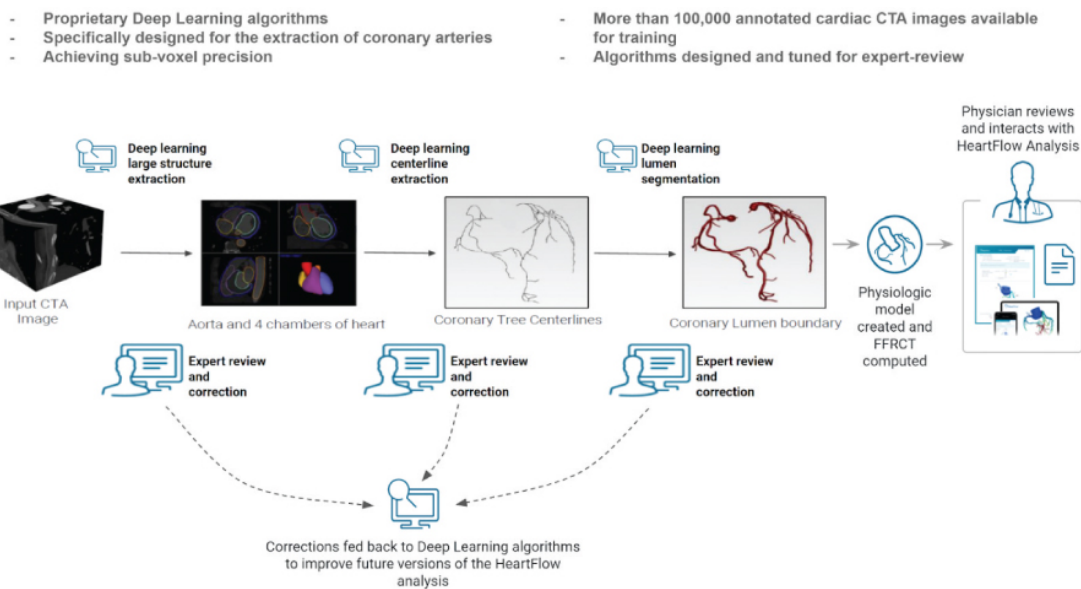 - Proprietary Deep Learning algorithms
- Specifically designed for the extraction of coronary arteries
- Achieving sub-voxel precision
- More than 100,000 annotated cardiac CTA images available
for training
- Algorithms designed and tuned for expert-review
Deep learning
large structure
extraction
Deep learning
centerline
extraction
Deep learning
lumen
segmentation
Physician reviews
and interacts with
HeartFlow Analysis
Input CTA
Image
Aorta and 4 chambers of heart
Coronary Tree Centerlines
Coronary Lumen boundary
Physiologic
model
created and
FFRCT
computed
Expert review
and
correction
Expert review
and
correction
Expert review
and
correction
Corrections fed back to Deep Learning algorithms
to improve future versions of the HeartFlow
analysis